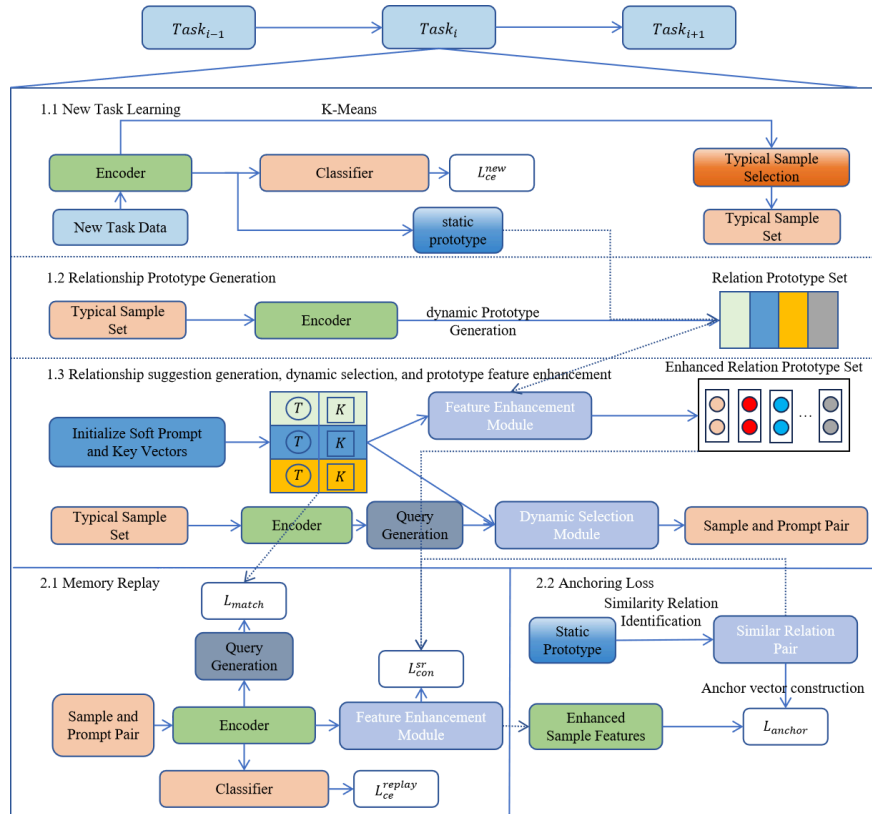 Task_{i-1}
Task_i
Task_{i+1}
1.1 New Task Learning
K-Means
Encoder
Classifier
L_{ce}^{new}
Typical Sample
Selection
New Task Data
static
prototype
Typical Sample
Set
1.2 Relationship Prototype Generation
Relation Prototype Set
Typical Sample
Set
Encoder
dynamic Prototype
Generation
1.3 Relationship suggestion generation, dynamic selection, and prototype feature enhancement
Enhanced Relation Prototype Set
Initialize Soft Prompt
and Key Vectors
T K
T K
T K
Feature Enhancement
Module
...
Typical Sample
Set
Encoder
Query
Generation
Dynamic Selection
Module
Sample and Prompt Pair
2.1 Memory Replay
L_{match}
Query
Generation
L_{con}^{sr}
Sample and
Prompt Pair
Encoder
Feature Enhancement
Module
Classifier
L_{ce}^{replay}
2.2 Anchoring Loss
Similarity Relation
Identification
Static
Prototype
Similar Relation
Pair
Anchor vector construction
Enhanced
Sample Features
L_{anchor}